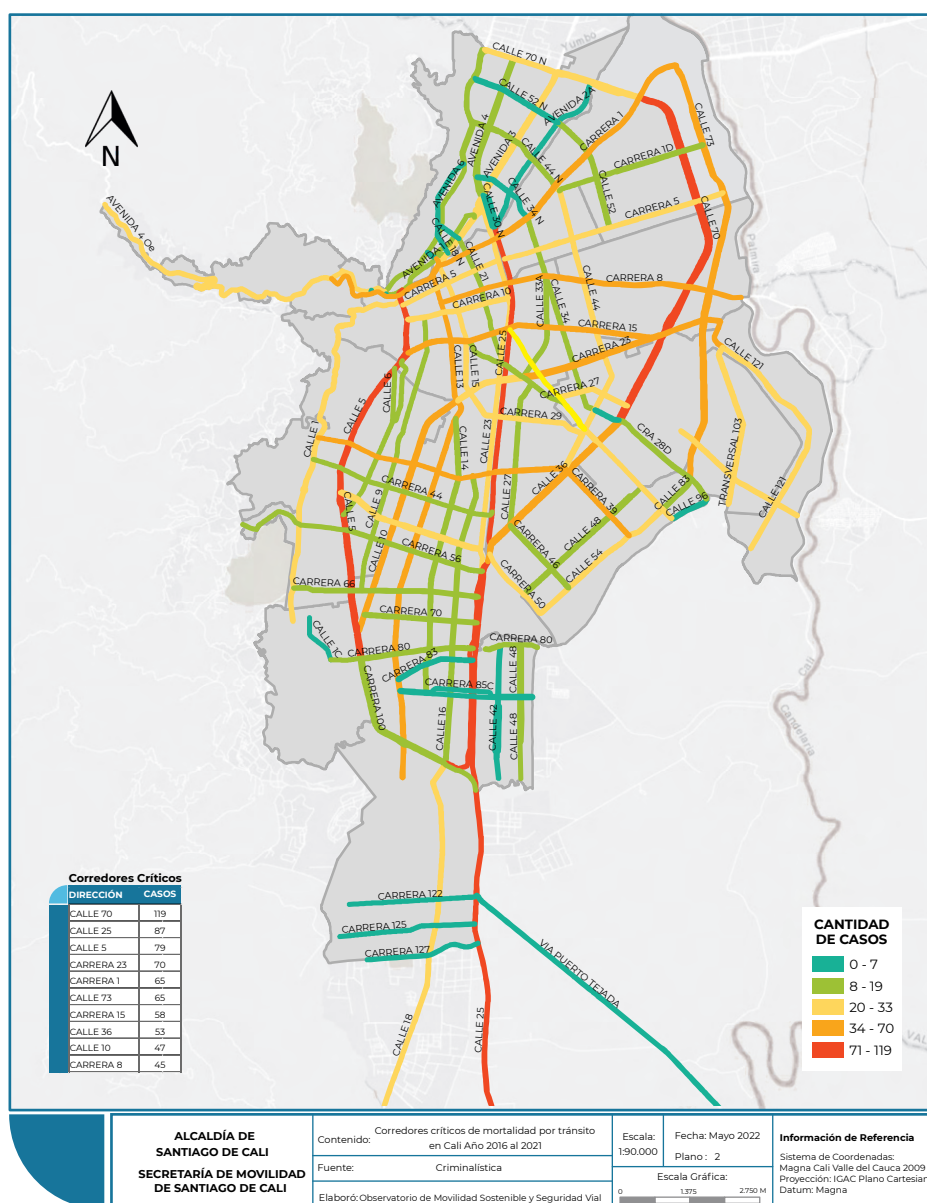 Yumbo
CALLE 70 N
CALLE 52 N
AVENIDA 2A
AVENIDA 4
AVENIDA 3
CARRERA 1
CALLE 73
CALLE 44 N
CARRERA 1D
AVENIDA 6
CALLE 30 N
CALLE 34 N
CALLE 52
CARRERA 5
CALLE 70
N
AVENIDA 4 Oe
Palmira
CALLE 18 N
CALLE 21
AVENIDA
CARRERA 5
CARRERA 10
CALLE 33A
CALLE 34
CALLE 44
CARRERA 8
CALLE 25
CARRERA 15
CARRERA 23
CALLE 6
CALLE 13
CALLE 15
CALLE 121
CALLE 5
CARRERA 27
CALLE 1
CARRERA 29
CALLE 23
CRA 28D
TRANSVERSAL 103
CALLE 14
CALLE 36
CARRERA 44
CALLE 27
CARRERA 39
CALLE 83
CALLE 96
CALLE 121
CALLE 9
CALLE 5
CALLE 10
CARRERA 56
CARRERA 46
CALLE 48
CALLE 54
CARRERA 66
CARRERA 50
CARRERA 70
CALLE 1C
CARRERA 80
CARRERA 80
CARRERA 83
CALLE 48
CARRERA 85C
CARRERA 100
CALLE 16
CALLE 42
CALLE 48
Cali
Candelaria
CARRERA 122
CARRERA 125
CARRERA 127
VIA PUERTO TEJADA
CALLE 18
CALLE 25
Corredores Críticos
DIRECCIÓN CASOS
CALLE 70 119
CALLE 25 87
CALLE 5 79
CARRERA 23 70
CARRERA 1 65
CALLE 73 65
CARRERA 15 58
CALLE 36 53
CALLE 10 47
CARRERA 8 45
CANTIDAD
DE CASOS
0 - 7
8 - 19
20 - 33
34 - 70
71 - 119
ALCALDÍA DE
SANTIAGO DE CALI
SECRETARÍA DE MOVILIDAD
DE SANTIAGO DE CALI
Contenido: Corredores críticos de mortalidad por tránsito
en Cali Año 2016 al 2021
Fuente: Criminalística
Elaboró: Observatorio de Movilidad Sostenible y Seguridad Vial
Escala:
1:90.000
Fecha: Mayo 2022
Plano : 2
Escala Gráfica:
0 1.375 2.750 M
Información de Referencia
Sistema de Coordenadas:
Magna Cali Valle del Cauca 2009
Proyección: IGAC Plano Cartesian
Datum: Magna